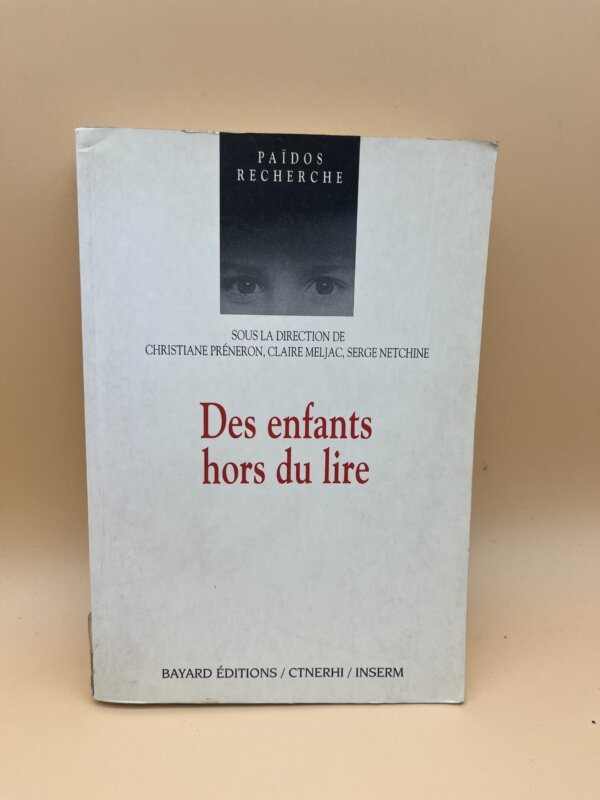 PAÏDOS
RECHERCHE
SOUS LA DIRECTION DE
CHRISTIANE PRÉNERON, CLAIRE MELJAC, SERGE NETCHINE
Des enfants
hors du lire
BAYARD ÉDITIONS / CTNERHI / INSERM